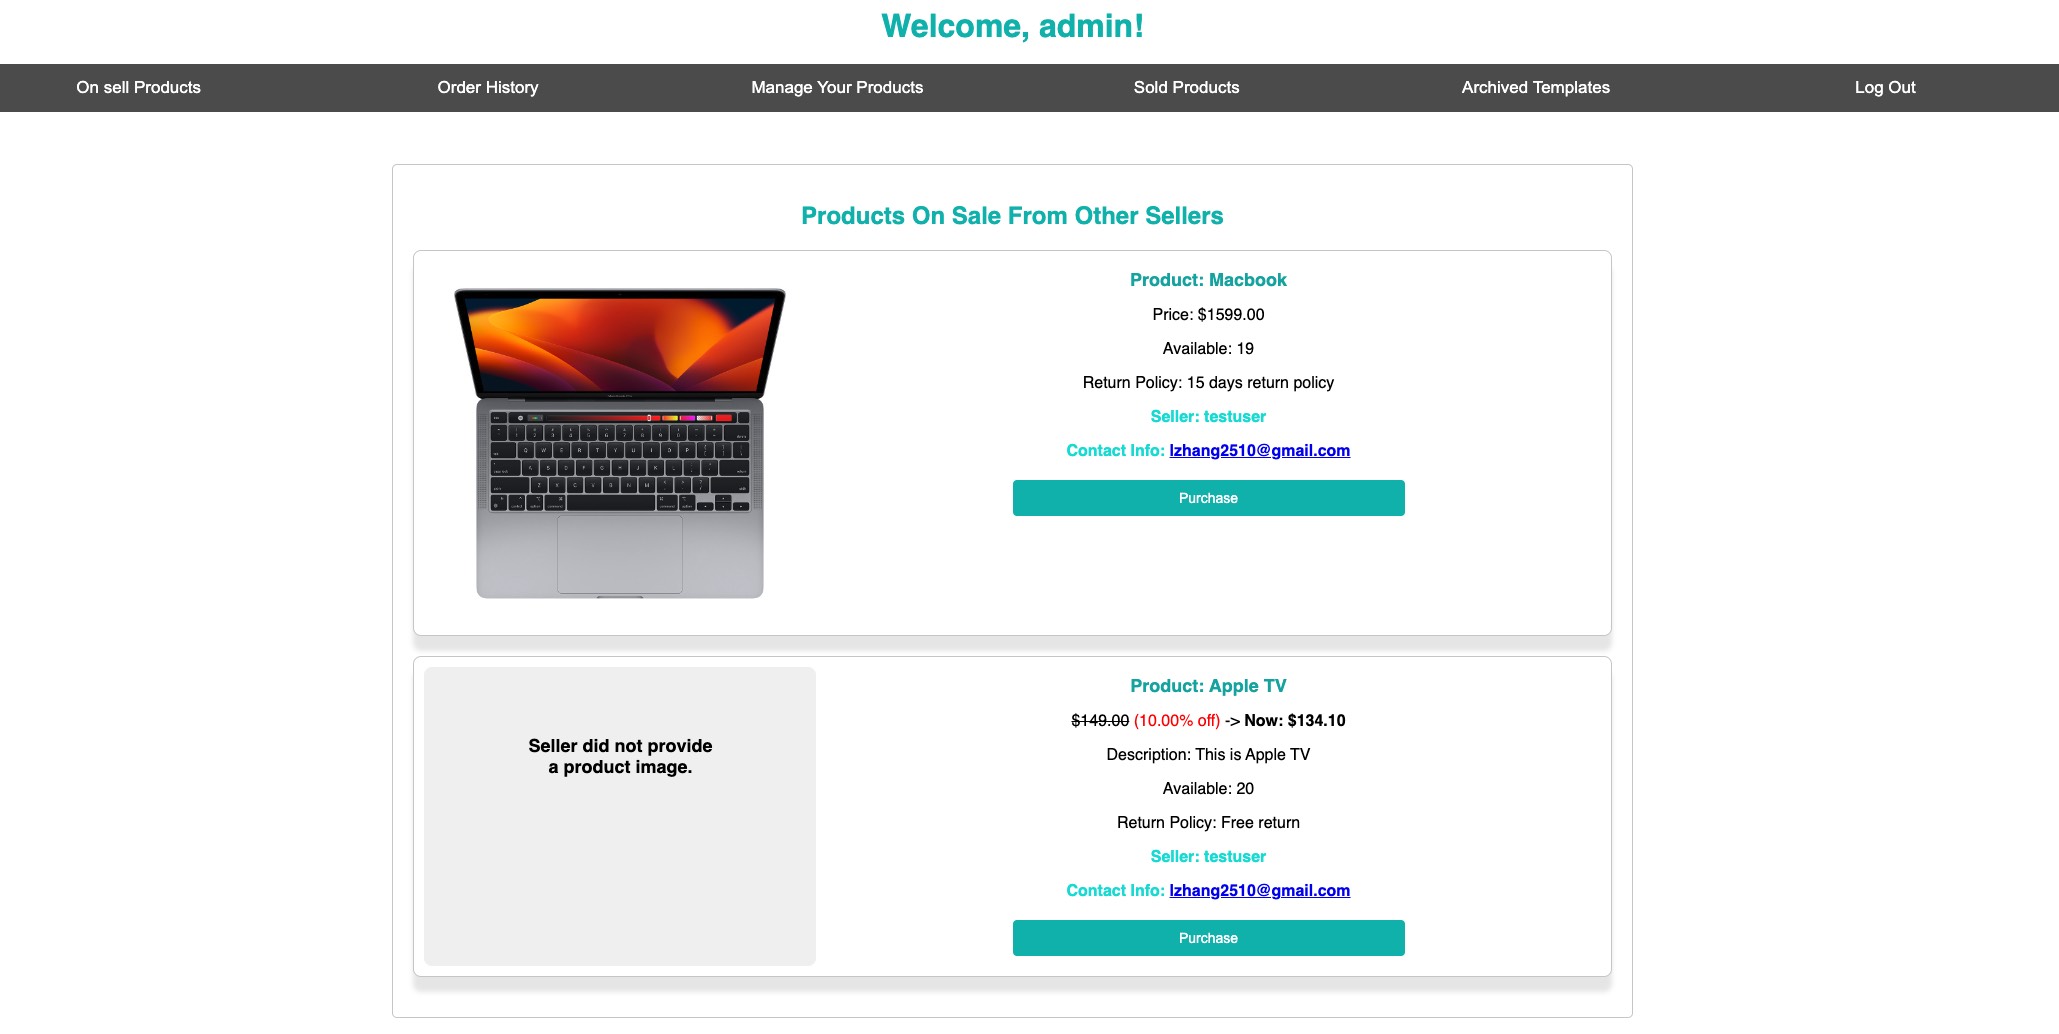 Welcome, admin!
On sell Products Order History Manage Your Products Sold Products Archived Templates Log Out
Products On Sale From Other Sellers
Product: Macbook
Price: $1599.00
Available: 19
Return Policy: 15 days return policy
Seller: testuser
Contact Info: lzhang2510@gmail.com
Purchase
Seller did not provide
a product image.
Product: Apple TV
$149.00 (10.00% off) -> Now: $134.10
Description: This is Apple TV
Available: 20
Return Policy: Free return
Seller: testuser
Contact Info: lzhang2510@gmail.com
Purchase